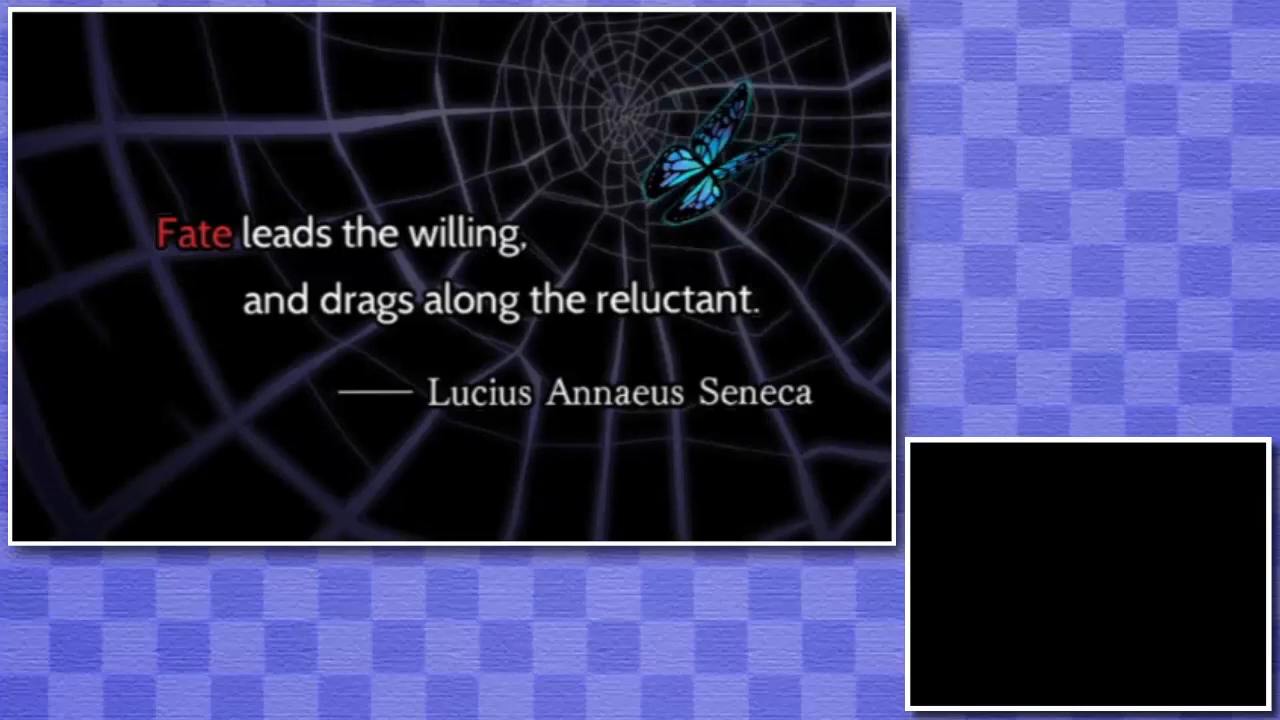 Fate leads the willing,
and drags along the reluctant.
—— Lucius Annaeus Seneca